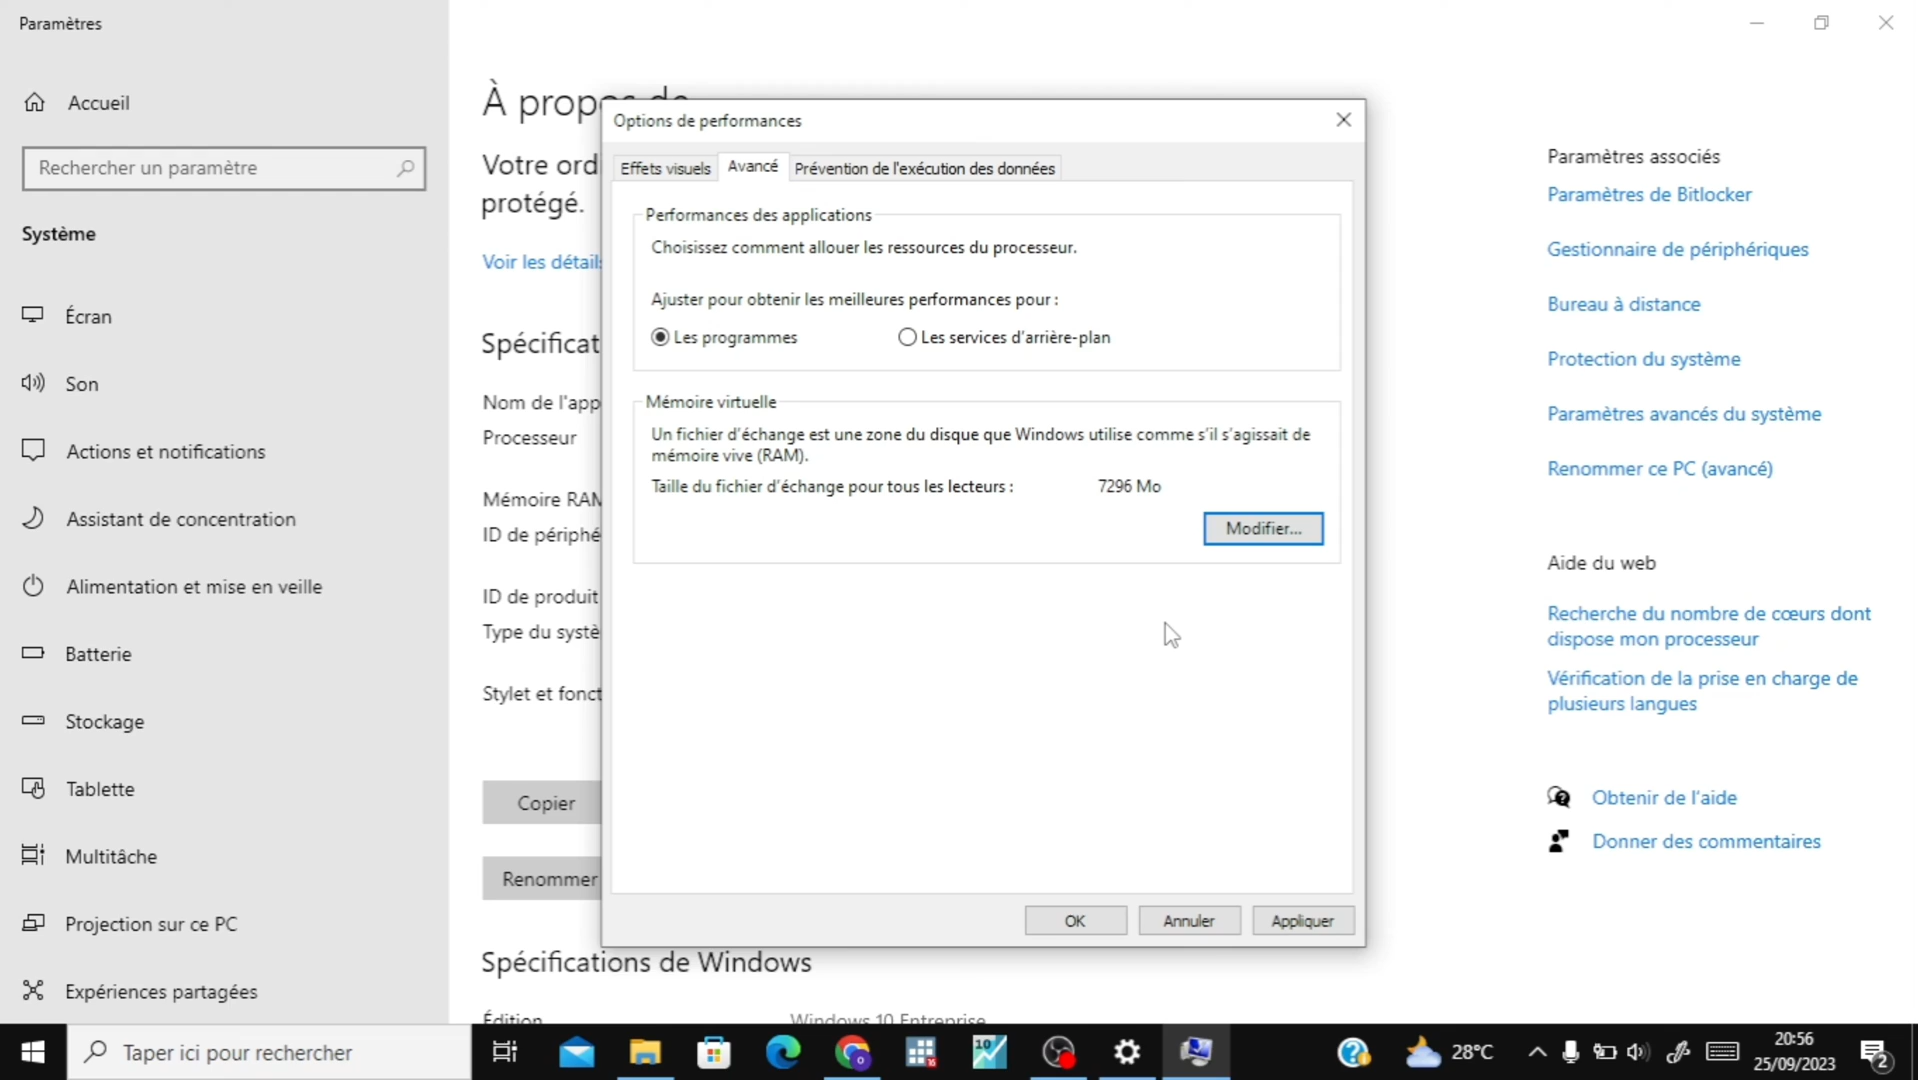 Paramètres
Accueil
Rechercher un paramètre
Système
Écran
Son
Actions et notifications
Assistant de concentration
Alimentation et mise en veille
Batterie
Stockage
Tablette
Multitâche
Projection sur ce PC
Expériences partagées
À propos de
Votre ord
protégé.
Voir les détails
Spécificat
Nom de l'app
Processeur
Mémoire RAM
ID de périphé
ID de produit
Type du systè
Stylet et fonct
Copier
Renommer
Spécifications de Windows
Édition Windows 10 Entreprise
Options de performances
Effets visuels Avancé Prévention de l'exécution des données
Performances des applications
Choisissez comment allouer les ressources du processeur.
Ajuster pour obtenir les meilleures performances pour :
Les programmes Les services d'arrière-plan
Mémoire virtuelle
Un fichier d'échange est une zone du disque que Windows utilise comme s'il s'agissait de
mémoire vive (RAM).
Taille du fichier d'échange pour tous les lecteurs : 7296 Mo
Modifier...
OK Annuler Appliquer
Paramètres associés
Paramètres de Bitlocker
Gestionnaire de périphériques
Bureau à distance
Protection du système
Paramètres avancés du système
Renommer ce PC (avancé)
Aide du web
Recherche du nombre de cœurs dont
dispose mon processeur
Vérification de la prise en charge de
plusieurs langues
Obtenir de l'aide
Donner des commentaires
Taper ici pour rechercher
10
28°C
20:56
25/09/2023
2